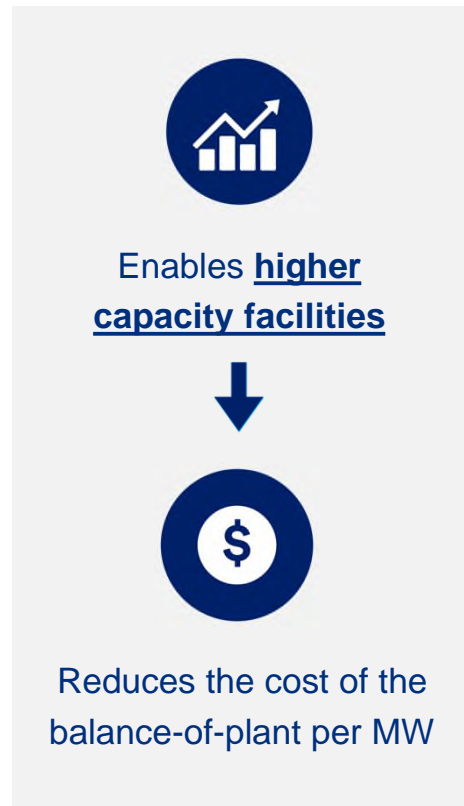 Enables higher
capacity facilities
$
Reduces the cost of the
balance-of-plant per MW